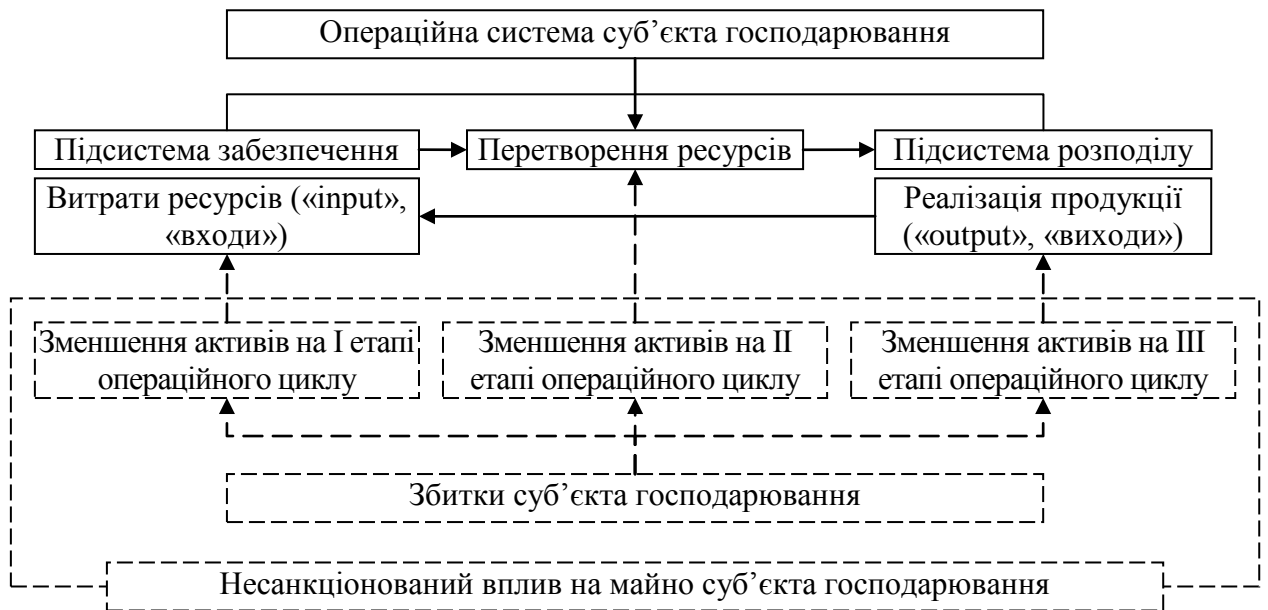 Операційна система суб’єкта господарювання
Підсистема забезпечення
Перетворення ресурсів
Підсистема розподілу
Витрати ресурсів («input»,
«входи»)
Реалізація продукції
(«output», «виходи»)
Зменшення активів на І етапі
операційного циклу
Зменшення активів на ІІ
етапі операційного циклу
Зменшення активів на ІІІ
етапі операційного циклу
Збитки суб’єкта господарювання
Несанкціонований вплив на майно суб’єкта господарювання